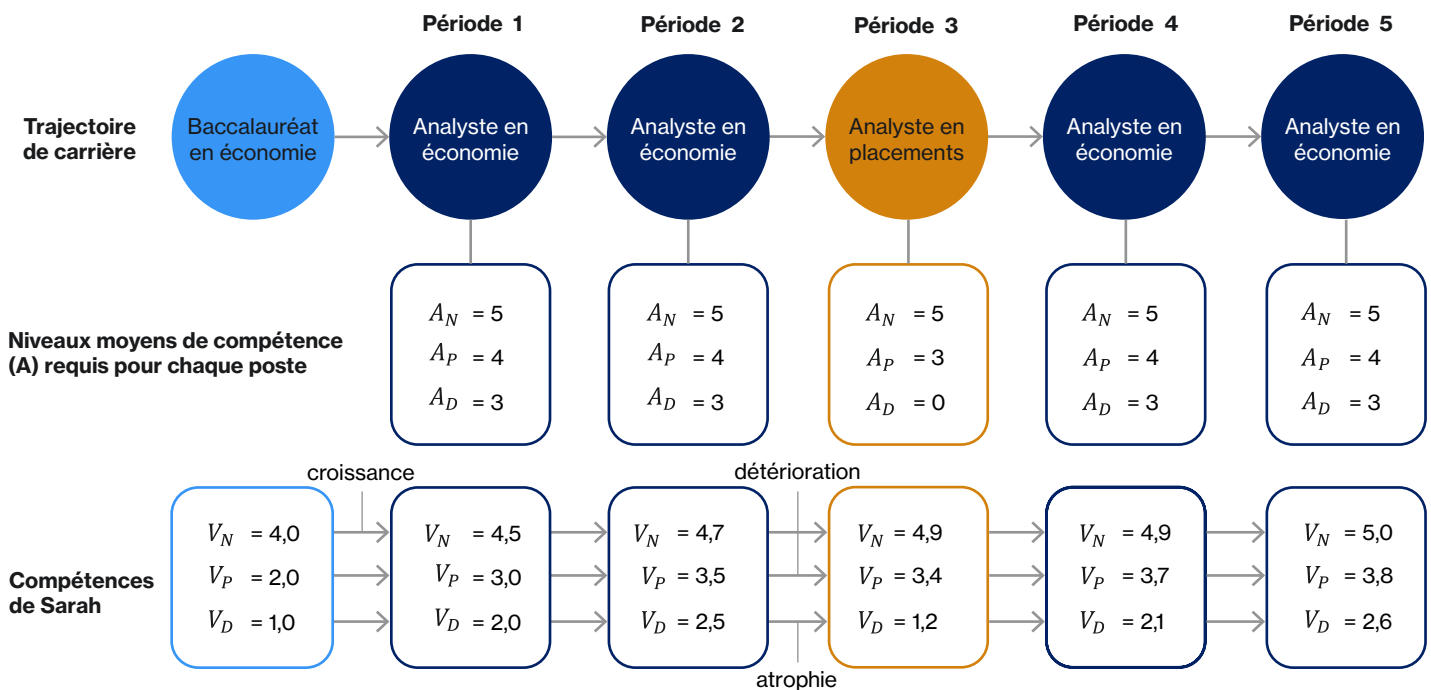 Période 1 Période 2 Période 3 Période 4 Période 5
Trajectoire
de carrière
Baccalauréat
en économie
Analyste en
économie
Analyste en
économie
Analyste en
placements
Analyste en
économie
Analyste en
économie
Niveaux moyens de compétence
(A) requis pour chaque poste
A_N = 5
A_P = 4
A_D = 3
A_N = 5
A_P = 4
A_D = 3
A_N = 5
A_P = 3
A_D = 0
A_N = 5
A_P = 4
A_D = 3
A_N = 5
A_P = 4
A_D = 3
croissance
détérioration
Compétences
de Sarah
V_N = 4,0
V_P = 2,0
V_D = 1,0
V_N = 4,5
V_P = 3,0
V_D = 2,0
V_N = 4,7
V_P = 3,5
V_D = 2,5
V_N = 4,9
V_P = 3,4
V_D = 1,2
V_N = 4,9
V_P = 3,7
V_D = 2,1
V_N = 5,0
V_P = 3,8
V_D = 2,6
atrophie